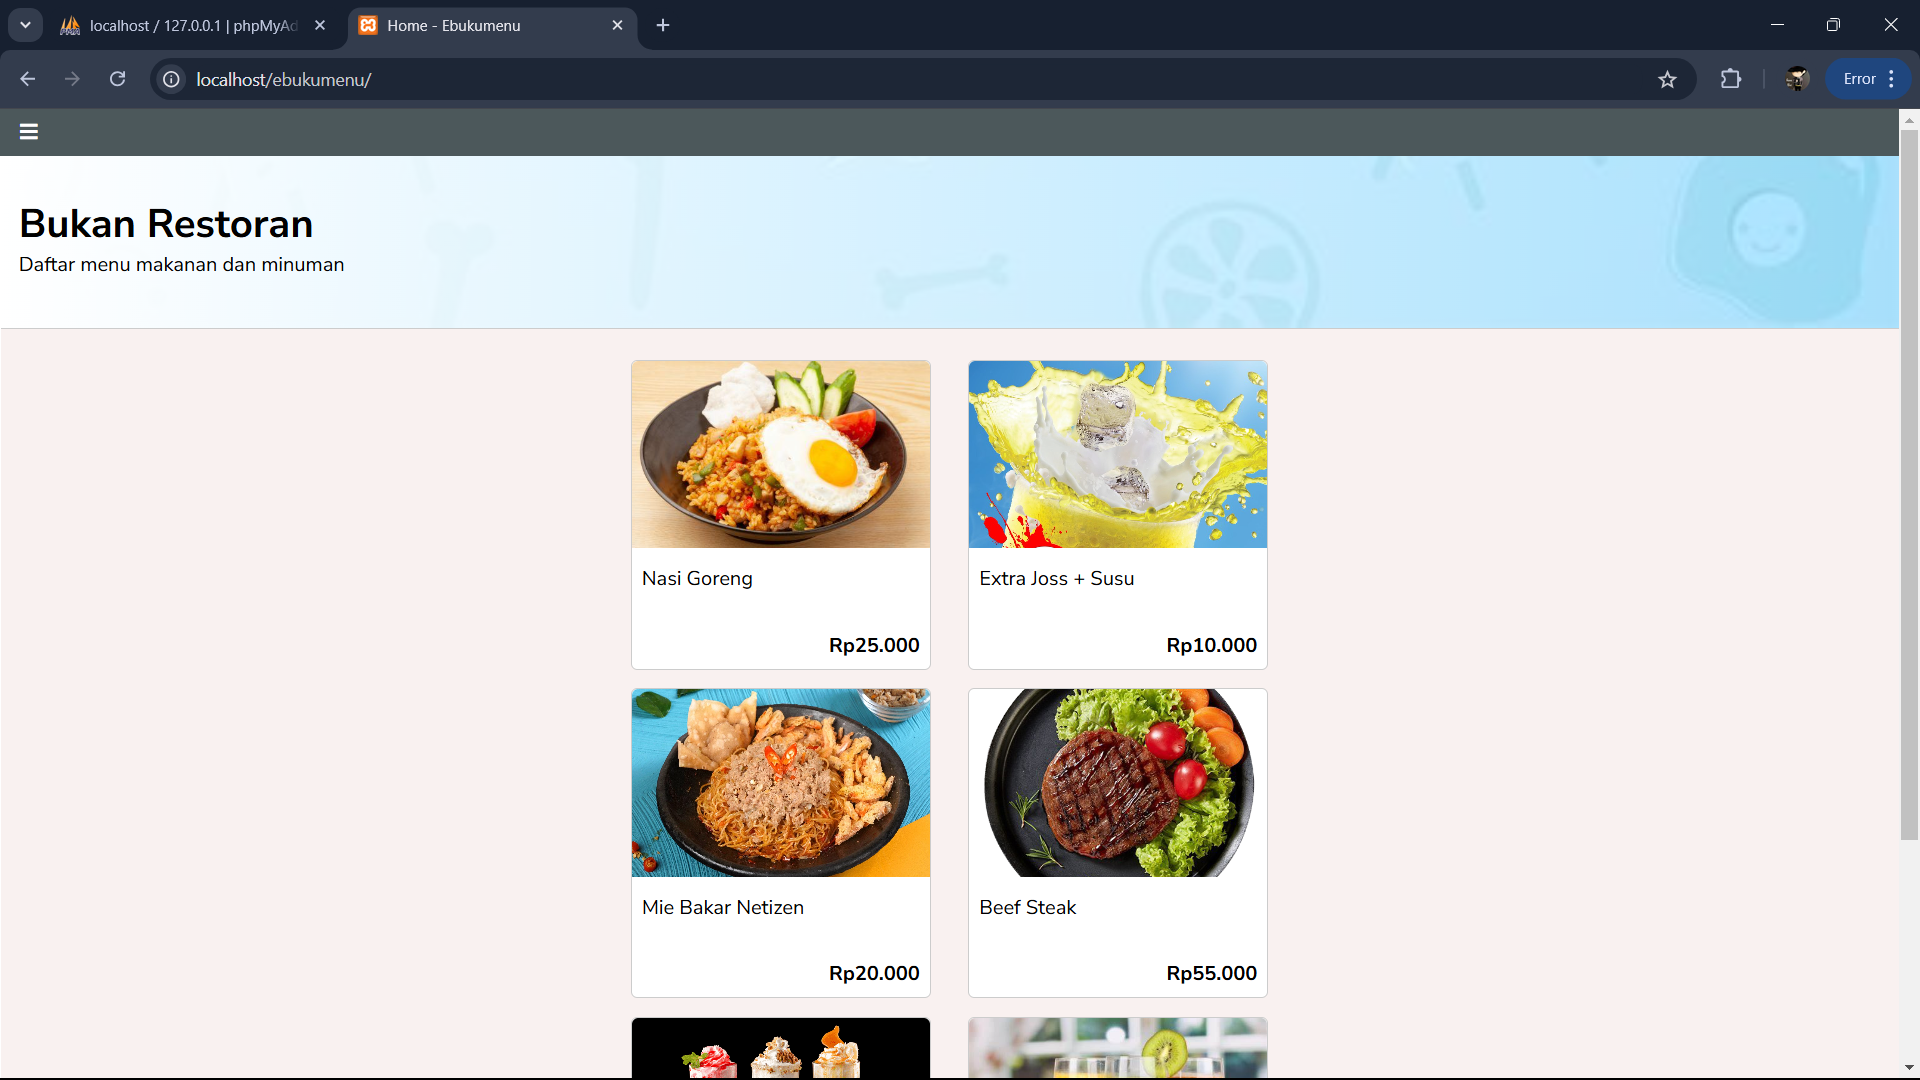 localhost / 127.0.0.1 | phpMyAd
Home - Ebukumenu
localhost/ebukumenu/
Error
Bukan Restoran
Daftar menu makanan dan minuman
Nasi Goreng
Rp25.000
Extra Joss + Susu
Rp10.000
Mie Bakar Netizen
Rp20.000
Beef Steak
Rp55.000